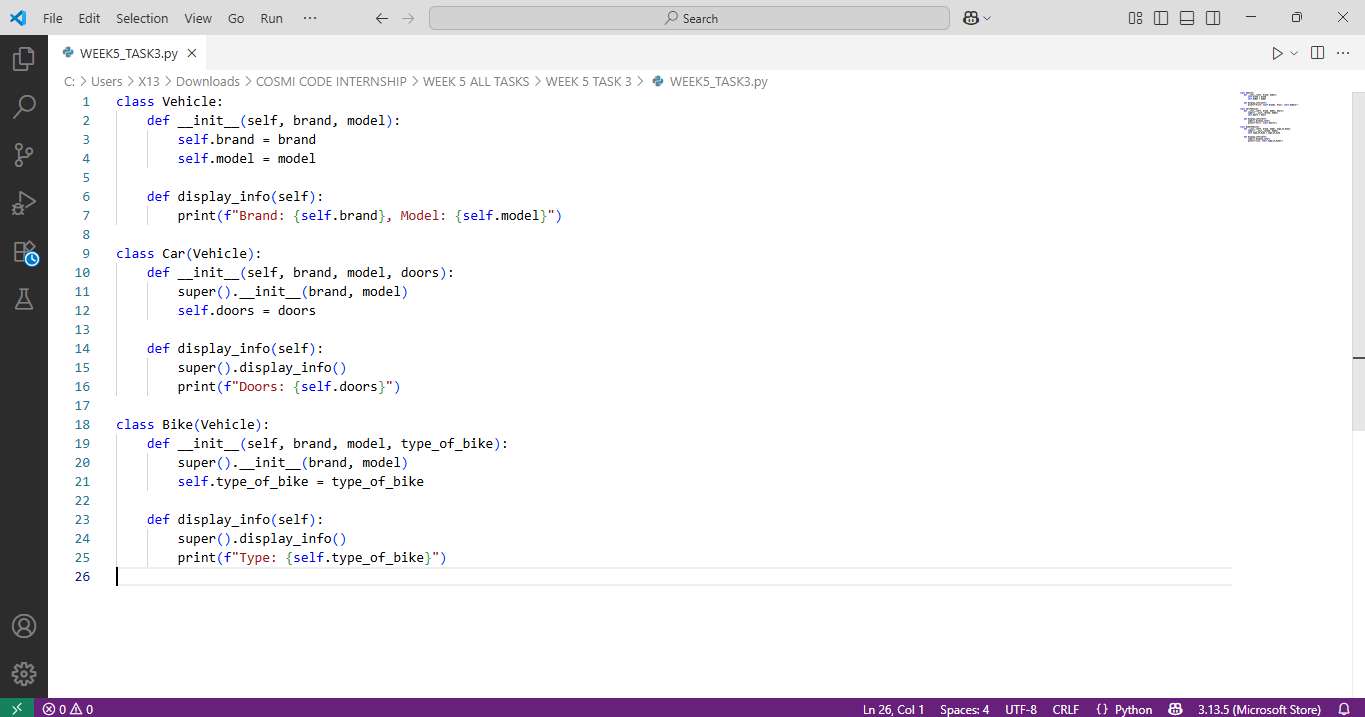 File Edit Selection View Go Run ··· Search
WEEK5_TASK3.py
C: > Users > X13 > Downloads > COSMI CODE INTERNSHIP > WEEK 5 ALL TASKS > WEEK 5 TASK 3 > WEEK5_TASK3.py
1 class Vehicle:
2     def __init__(self, brand, model):
3         self.brand = brand
4         self.model = model
5
6     def display_info(self):
7         print(f"Brand: {self.brand}, Model: {self.model}")
8
9 class Car(Vehicle):
10     def __init__(self, brand, model, doors):
11         super().__init__(brand, model)
12         self.doors = doors
13
14     def display_info(self):
15         super().display_info()
16         print(f"Doors: {self.doors}")
17
18 class Bike(Vehicle):
19     def __init__(self, brand, model, type_of_bike):
20         super().__init__(brand, model)
21         self.type_of_bike = type_of_bike
22
23     def display_info(self):
24         super().display_info()
25         print(f"Type: {self.type_of_bike}")
26
0 0 Ln 26, Col 1 Spaces: 4 UTF-8 CRLF {} Python 3.13.5 (Microsoft Store)